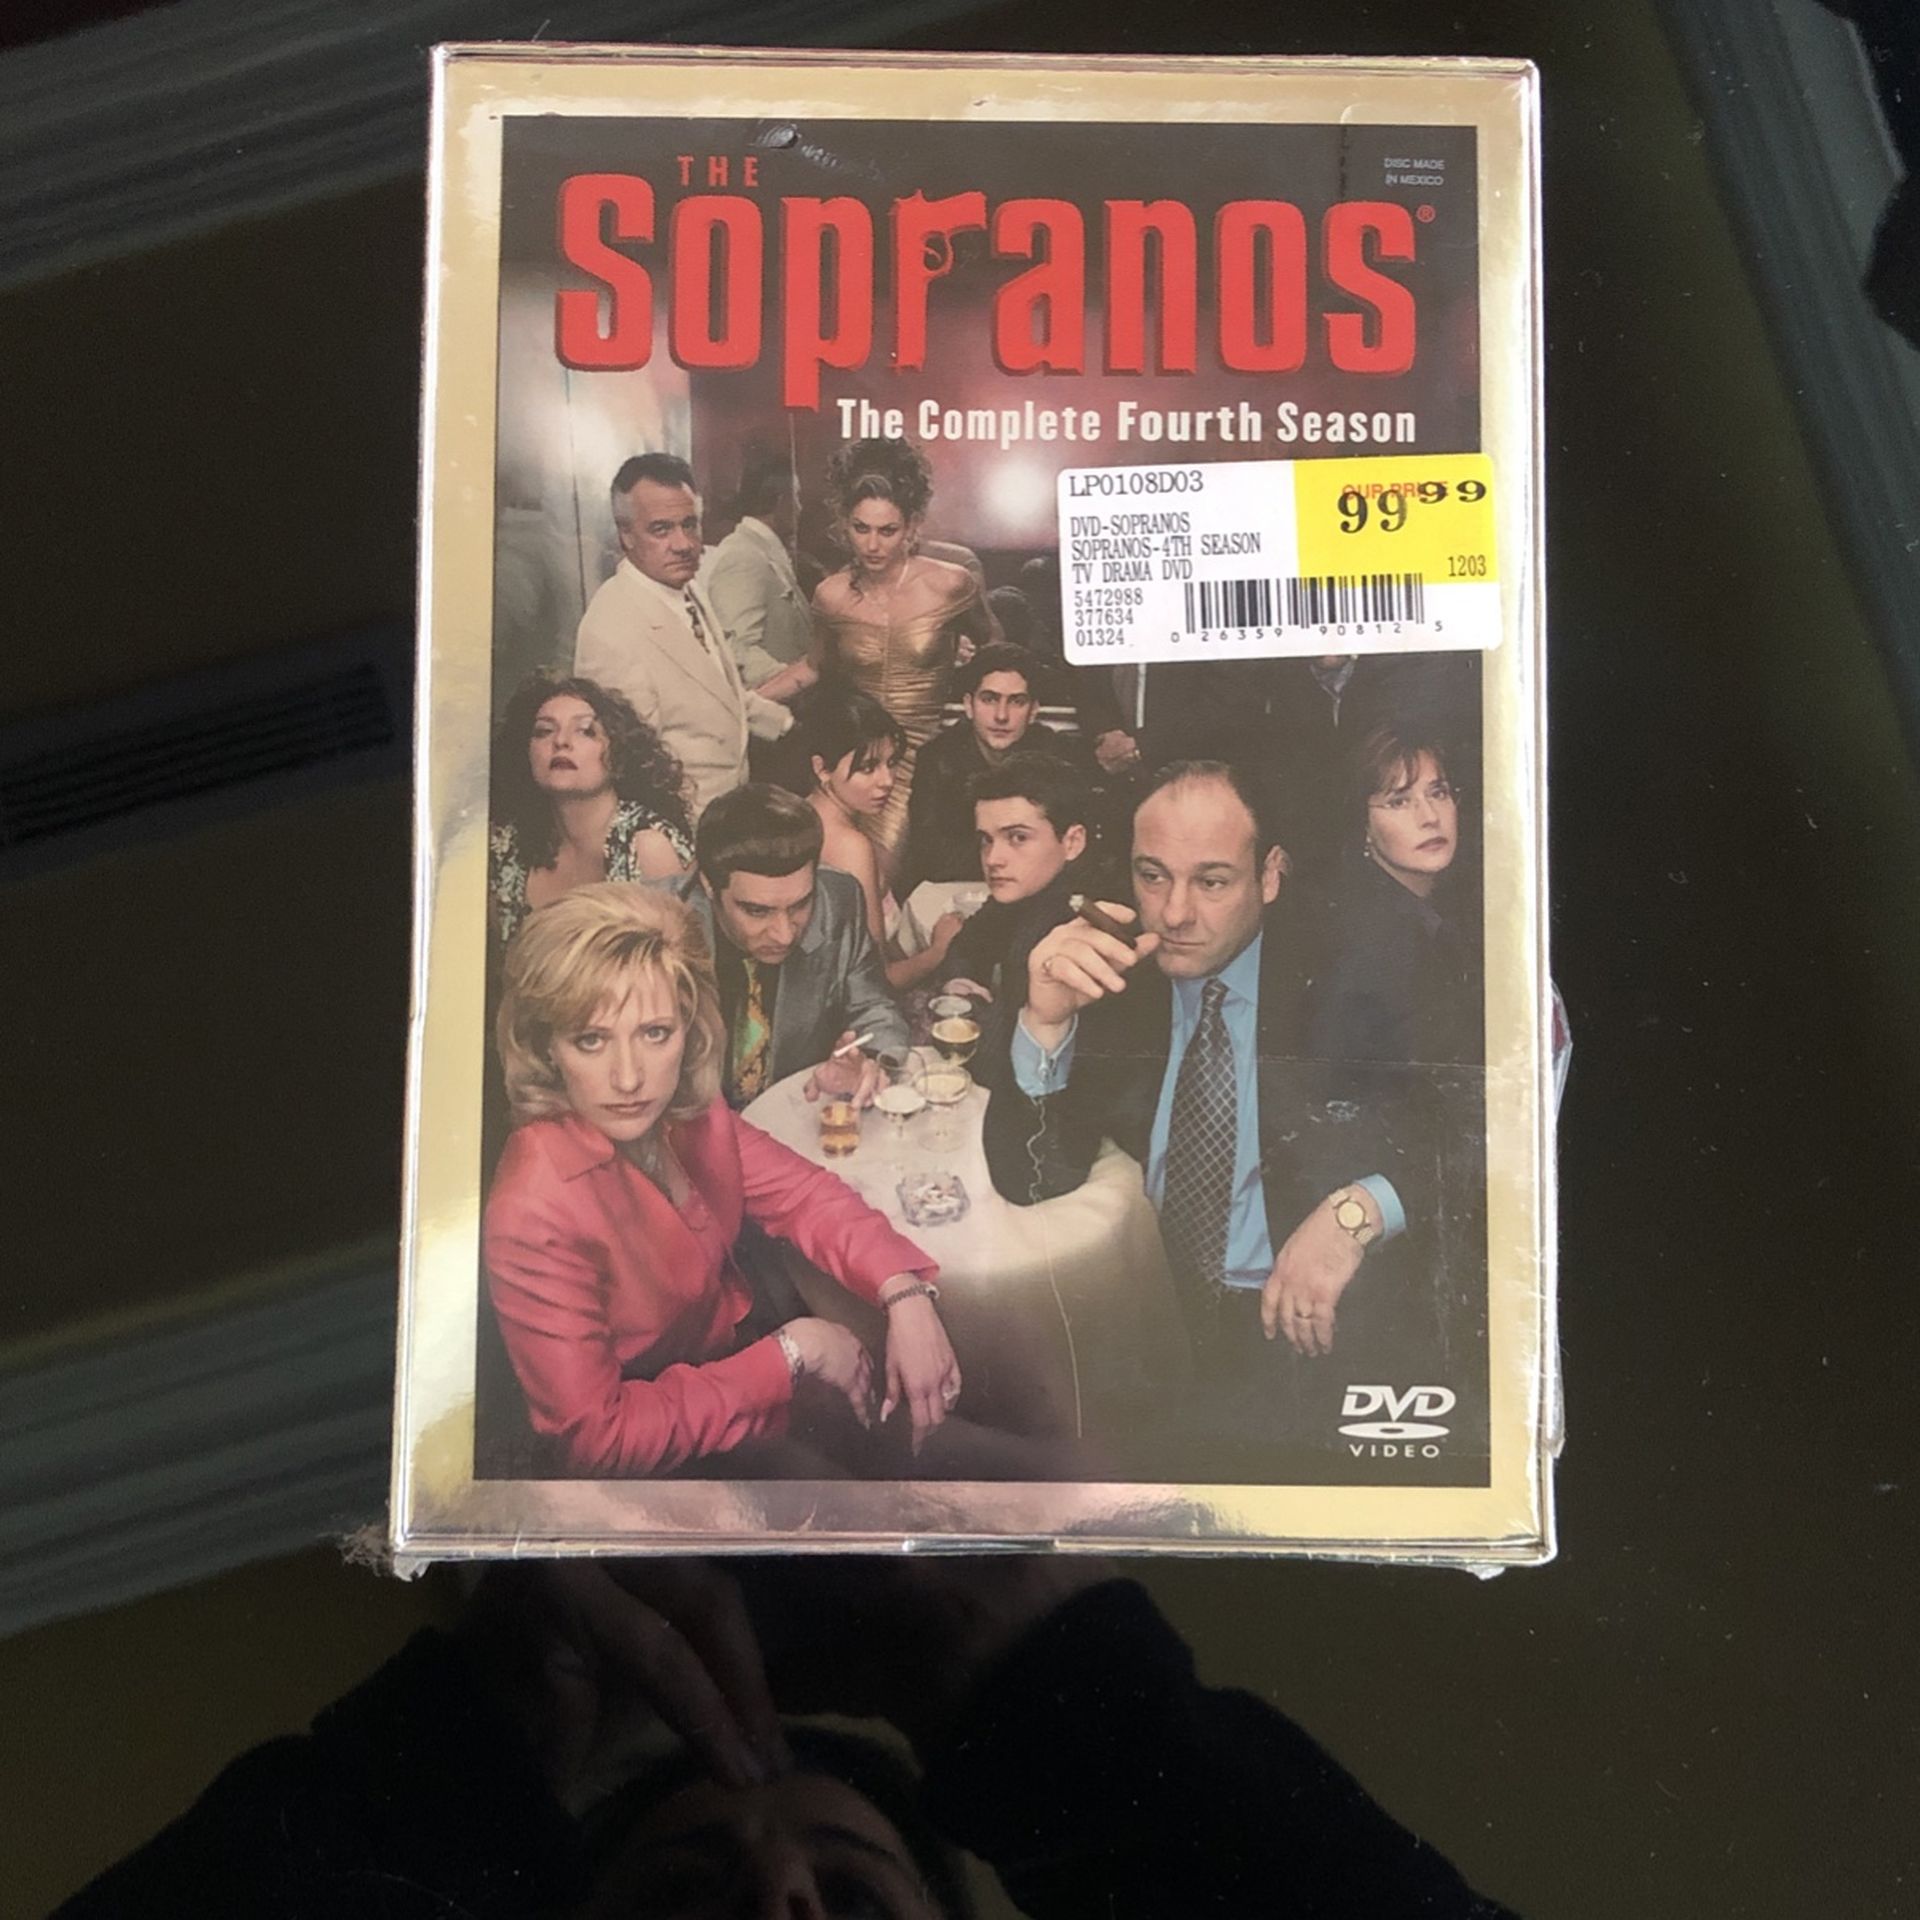 THE
Sopranos®
The Complete Fourth Season
DISC MADE
IN MEXICO
LP0108D03
OUR PRICE
99 99
DVD-SOPRANOS
SOPRANOS-4TH SEASON
TV DRAMA DVD
1203
5472988
377634
01324
0 26359 90812 5
DVD
VIDEO